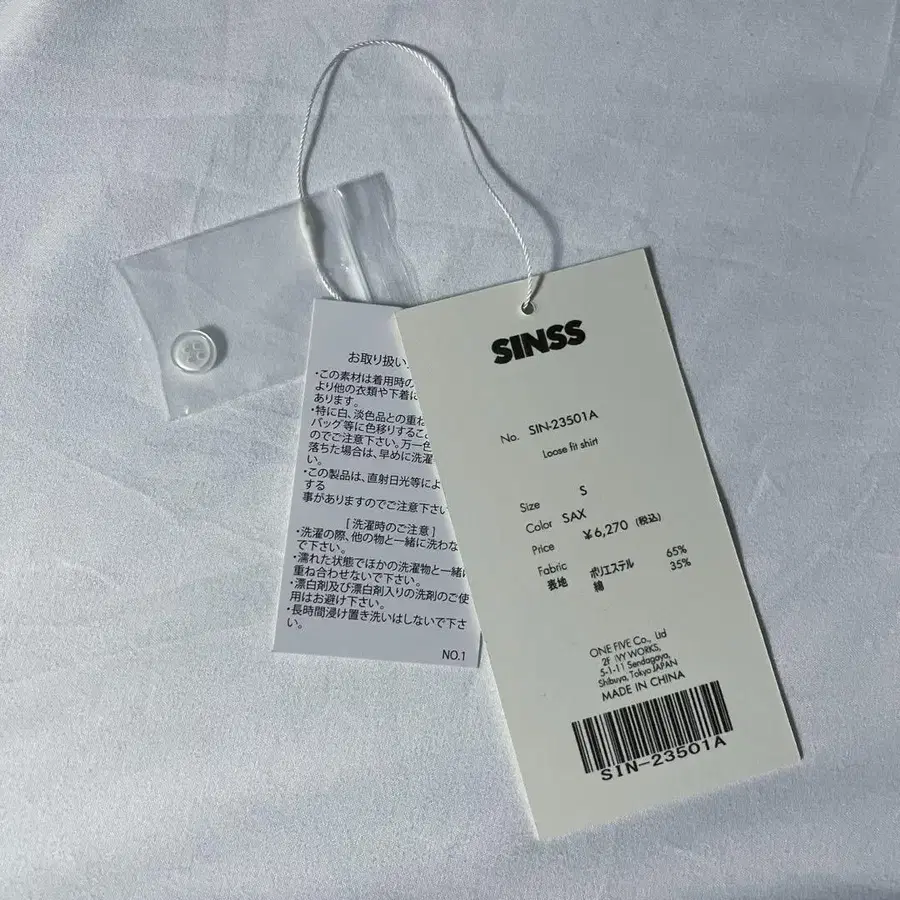 お取り扱い
・この素材は着用時の
より他の衣類や下着に
あります。
・特に白、淡色品との重ね
バッグ等に色移りするこ
のでご注意下さい。万一色
落ちた場合は、早めに洗濯
い。
・この製品は、直射日光等によ
する
事がありますのでご注意下さい
[ 洗濯時のご注意 ]
・洗濯の際、他の物と一緒に洗わな
で下さい。
・濡れた状態でほかの洗濯物と一緒に
重ね合わせないで下さい。
・漂白剤及び漂白剤入りの洗剤のご使
用はお避け下さい。
・長時間浸け置き洗いはしないで下さ
い。
NO.1
SINSS
No. SIN-23501A
Loose fit shirt
Size S
Color SAX
Price ¥6,270 (税込)
Fabric
表地 ポリエステル 65%
綿 35%
ONE FIVE Co., Ltd
2F IVY WORKS,
5-1-11 Sendagaya,
Shibuya, Tokyo JAPAN
MADE IN CHINA
SIN-23501A